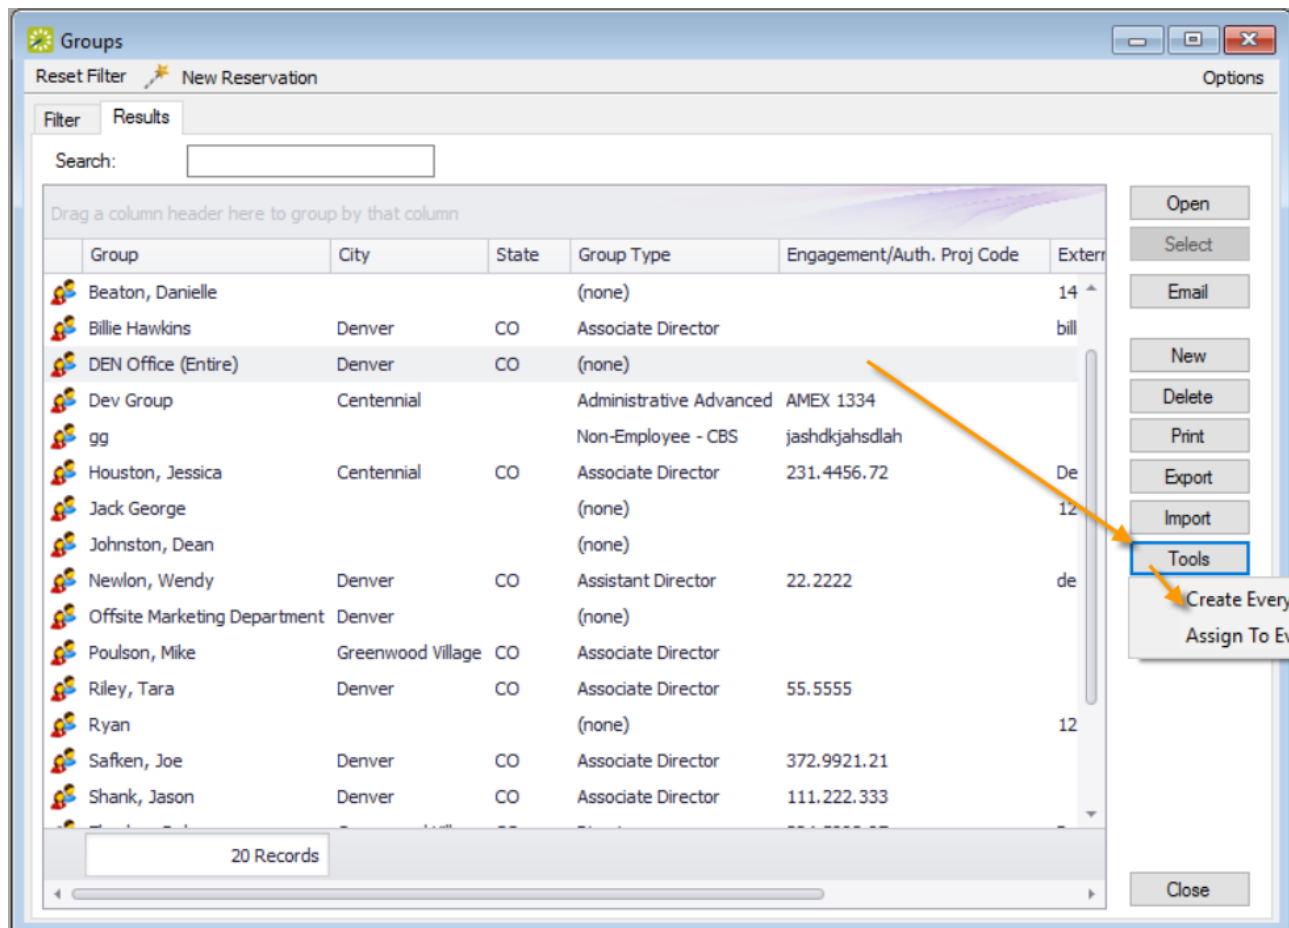 Groups
Reset Filter New Reservation Options
Filter Results
Search:
Drag a column header here to group by that column
Group City State Group Type Engagement/Auth. Proj Code Extern
Beaton, Danielle (none) 14
Billie Hawkins Denver CO Associate Director bill
DEN Office (Entire) Denver CO (none)
Dev Group Centennial Administrative Advanced AMEX 1334
gg Non-Employee - CBS jashdkjahsdlah
Houston, Jessica Centennial CO Associate Director 231.4456.72 De
Jack George (none) 12
Johnston, Dean (none)
Newlon, Wendy Denver CO Assistant Director 22.2222 de
Offsite Marketing Department Denver (none)
Poulson, Mike Greenwood Village CO Associate Director
Riley, Tara Denver CO Associate Director 55.5555
Ryan (none) 12
Safken, Joe Denver CO Associate Director 372.9921.21
Shank, Jason Denver CO Associate Director 111.222.333
20 Records
Open
Select
Email
New
Delete
Print
Export
Import
Tools
Create Every
Assign To Ev
Close